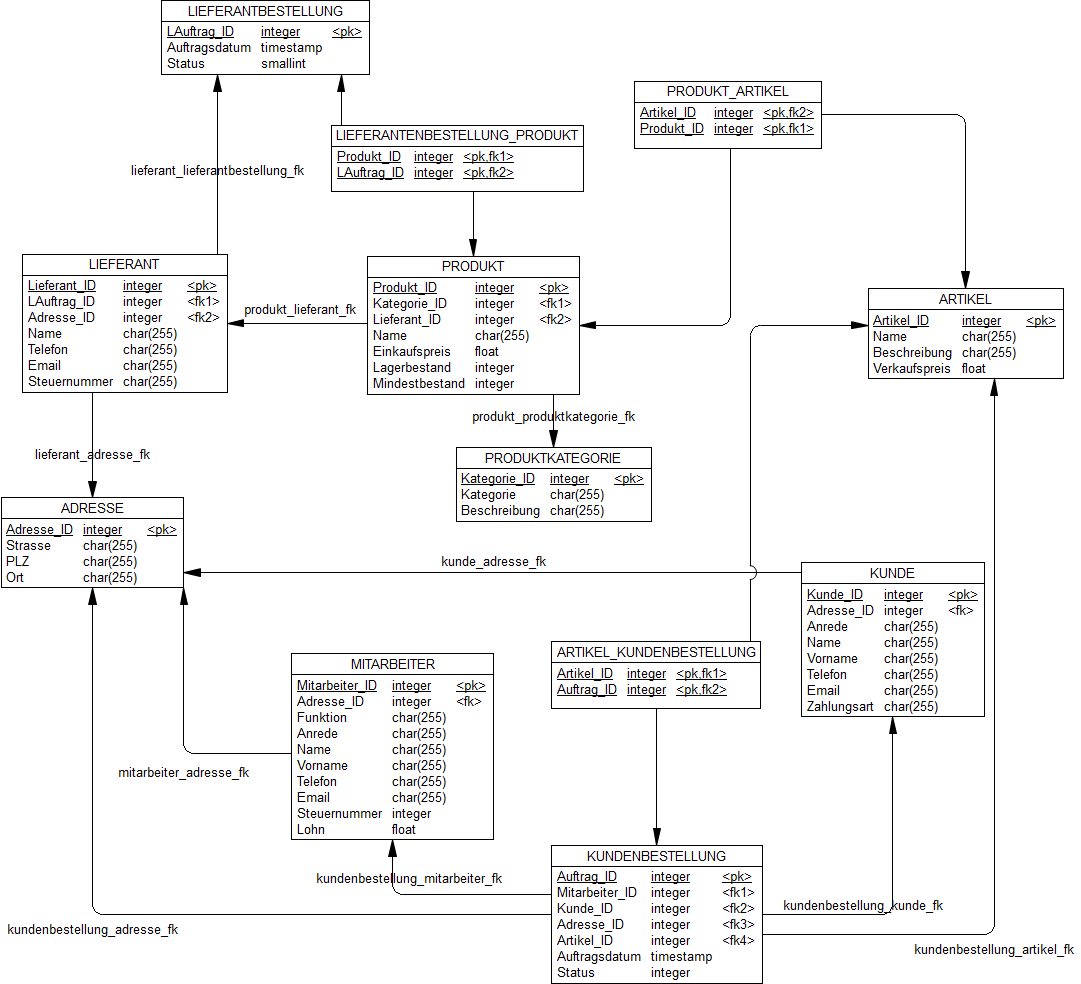 LIEFERANTBESTELLUNG
LAuftrag_ID integer <pk>
Auftragsdatum timestamp
Status smallint
PRODUKT_ARTIKEL
Artikel_ID integer <pk,fk2>
Produkt_ID integer <pk,fk1>
LIEFERANTENBESTELLUNG_PRODUKT
Produkt_ID integer <pk,fk1>
LAuftrag_ID integer <pk,fk2>
lieferant_lieferantbestellung_fk
LIEFERANT
Lieferant_ID integer <pk>
LAuftrag_ID integer <fk1>
Adresse_ID integer <fk2>
Name char(255)
Telefon char(255)
Email char(255)
Steuernummer char(255)
produkt_lieferant_fk
PRODUKT
Produkt_ID integer <pk>
Kategorie_ID integer <fk1>
Lieferant_ID integer <fk2>
Name char(255)
Einkaufspreis float
Lagerbestand integer
Mindestbestand integer
ARTIKEL
Artikel_ID integer <pk>
Name char(255)
Beschreibung char(255)
Verkaufspreis float
produkt_produktkategorie_fk
lieferant_adresse_fk
PRODUKTKATEGORIE
Kategorie_ID integer <pk>
Kategorie char(255)
Beschreibung char(255)
ADRESSE
Adresse_ID integer <pk>
Strasse char(255)
PLZ char(255)
Ort char(255)
kunde_adresse_fk
KUNDE
Kunde_ID integer <pk>
Adresse_ID integer <fk>
Anrede char(255)
Name char(255)
Vorname char(255)
Telefon char(255)
Email char(255)
Zahlungsart char(255)
ARTIKEL_KUNDENBESTELLUNG
Artikel_ID integer <pk,fk1>
Auftrag_ID integer <pk,fk2>
MITARBEITER
Mitarbeiter_ID integer <pk>
Adresse_ID integer <fk>
Funktion char(255)
Anrede char(255)
Name char(255)
Vorname char(255)
Telefon char(255)
Email char(255)
Steuernummer integer
Lohn float
mitarbeiter_adresse_fk
KUNDENBESTELLUNG
Auftrag_ID integer <pk>
Mitarbeiter_ID integer <fk1>
Kunde_ID integer <fk2>
Adresse_ID integer <fk3>
Artikel_ID integer <fk4>
Auftragsdatum timestamp
Status integer
kundenbestellung_mitarbeiter_fk
kundenbestellung_kunde_fk
kundenbestellung_adresse_fk
kundenbestellung_artikel_fk